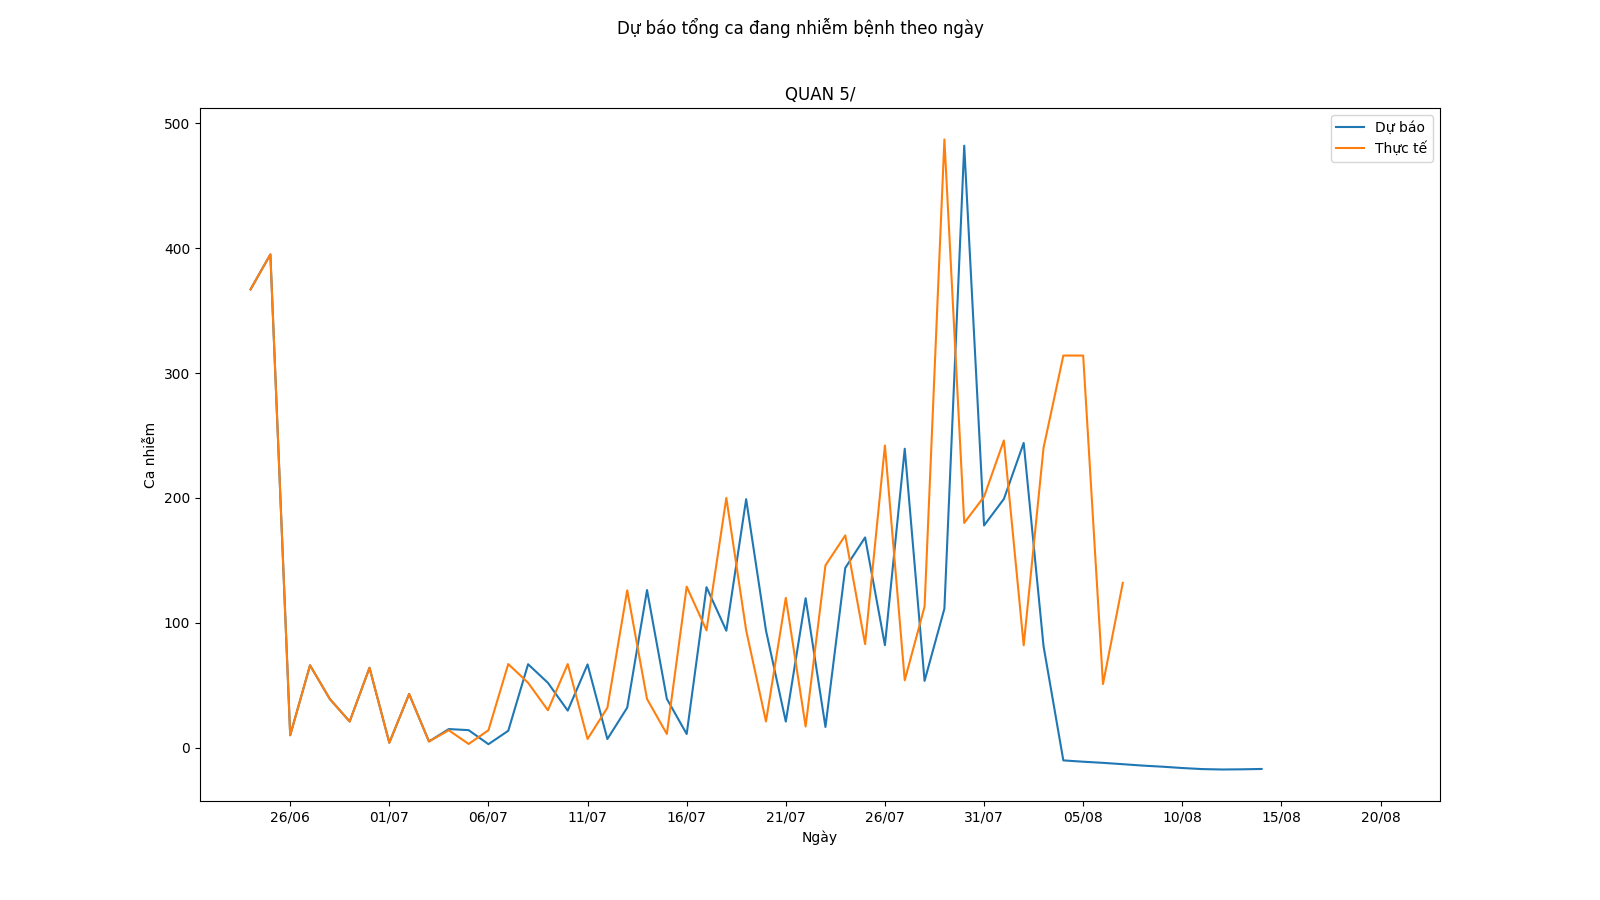 Dự báo tổng ca đang nhiễm bệnh theo ngày
QUAN 5/
Dự báo
Thực tế
500
400
300
200
100
0
Ca nhiễm
26/06 01/07 06/07 11/07 16/07 21/07 26/07 31/07 05/08 10/08 15/08 20/08
Ngày